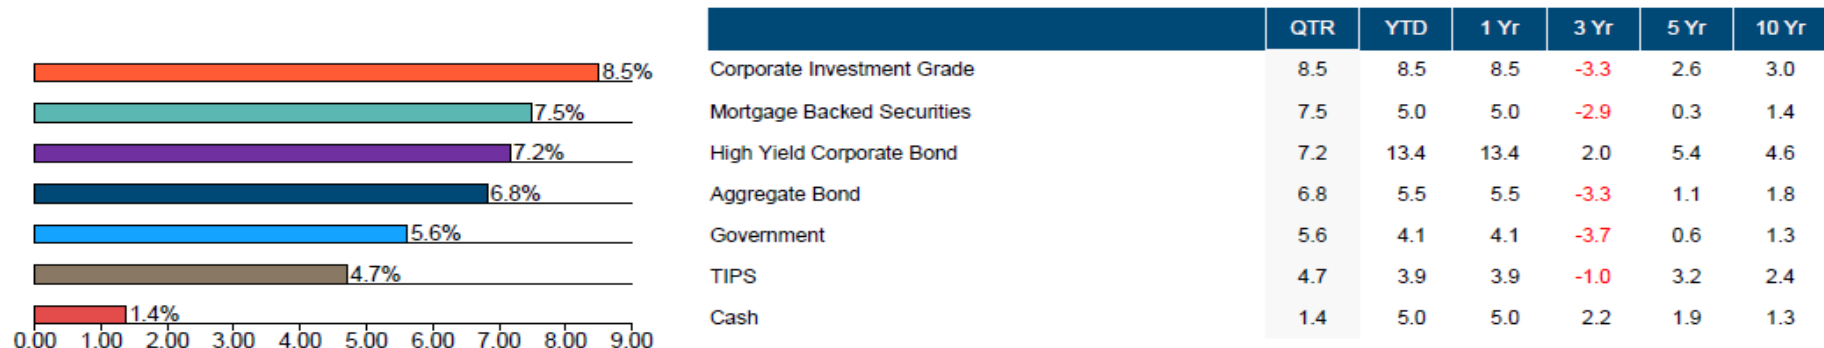 QTR YTD 1 Yr 3 Yr 5 Yr 10 Yr
8.5% Corporate Investment Grade 8.5 8.5 8.5 -3.3 2.6 3.0
7.5% Mortgage Backed Securities 7.5 5.0 5.0 -2.9 0.3 1.4
7.2% High Yield Corporate Bond 7.2 13.4 13.4 2.0 5.4 4.6
6.8% Aggregate Bond 6.8 5.5 5.5 -3.3 1.1 1.8
5.6% Government 5.6 4.1 4.1 -3.7 0.6 1.3
4.7% TIPS 4.7 3.9 3.9 -1.0 3.2 2.4
1.4% Cash 1.4 5.0 5.0 2.2 1.9 1.3
0.00 1.00 2.00 3.00 4.00 5.00 6.00 7.00 8.00 9.00